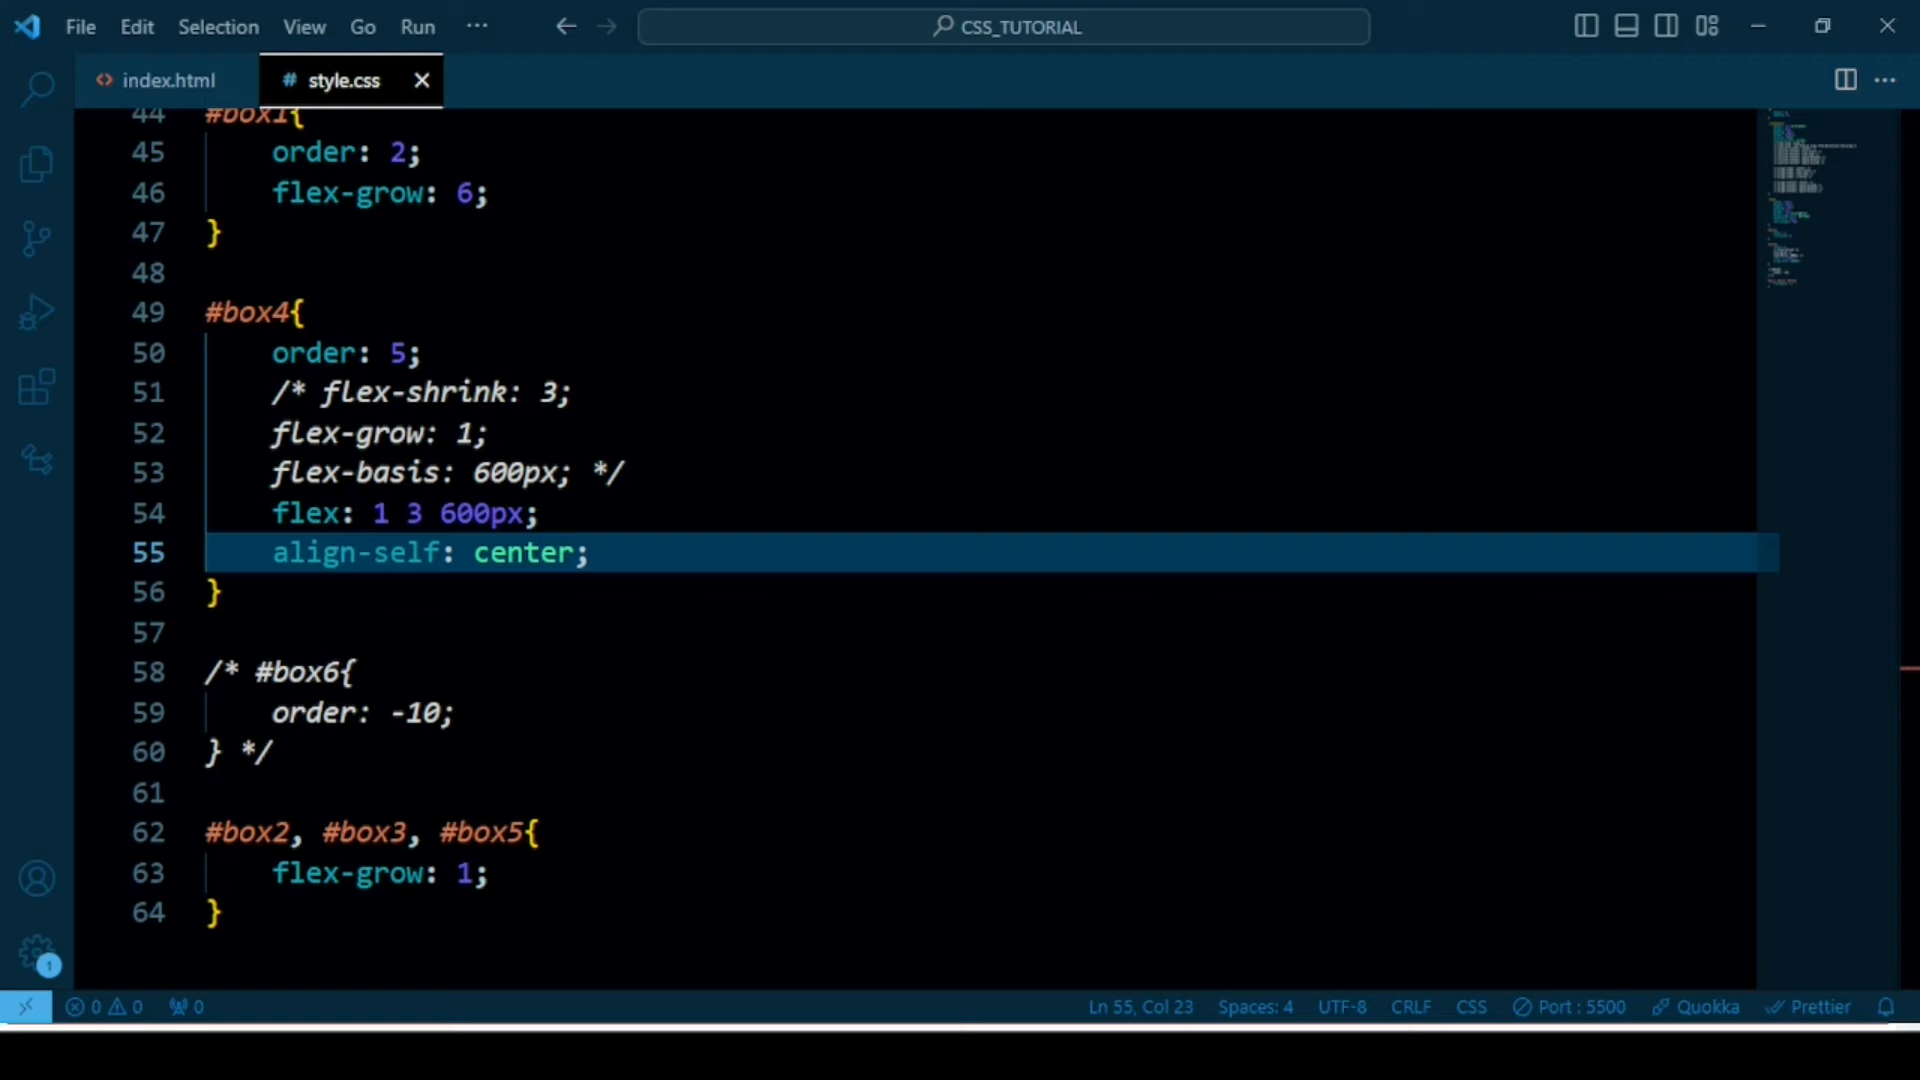 File Edit Selection View Go Run ··· CSS_TUTORIAL
index.html # style.css
44 #box1{
45 order: 2;
46 flex-grow: 6;
47 }
48
49 #box4{
50 order: 5;
51 /* flex-shrink: 3;
52 flex-grow: 1;
53 flex-basis: 600px; */
54 flex: 1 3 600px;
55 align-self: center;
56 }
57
58 /* #box6{
59 order: -10;
60 } */
61
62 #box2, #box3, #box5{
63 flex-grow: 1;
64 }
1
0 0 0 Ln 55, Col 23 Spaces: 4 UTF-8 CRLF CSS Port : 5500 Quokka Prettier